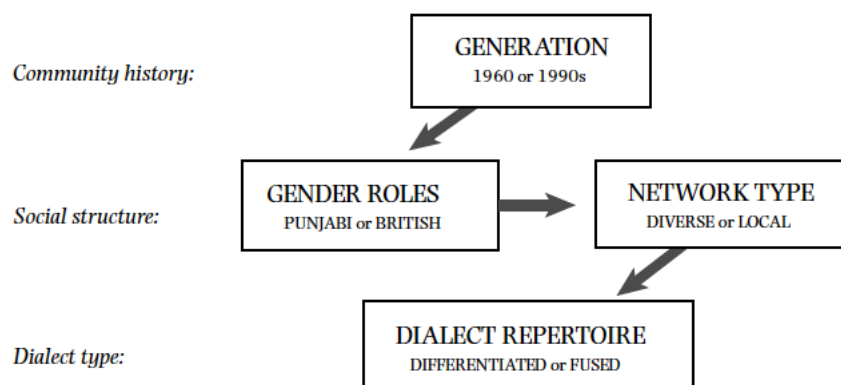 GENERATION
Community history:
1960 or 1990s
GENDER ROLES
NETWORK TYPE
Social structure:
PUNJABI or BRITISH
DIVERSE or LOCAL
DIALECT REPERTOIRE
Dialect type:
DIFFERENTIATED or FUSED